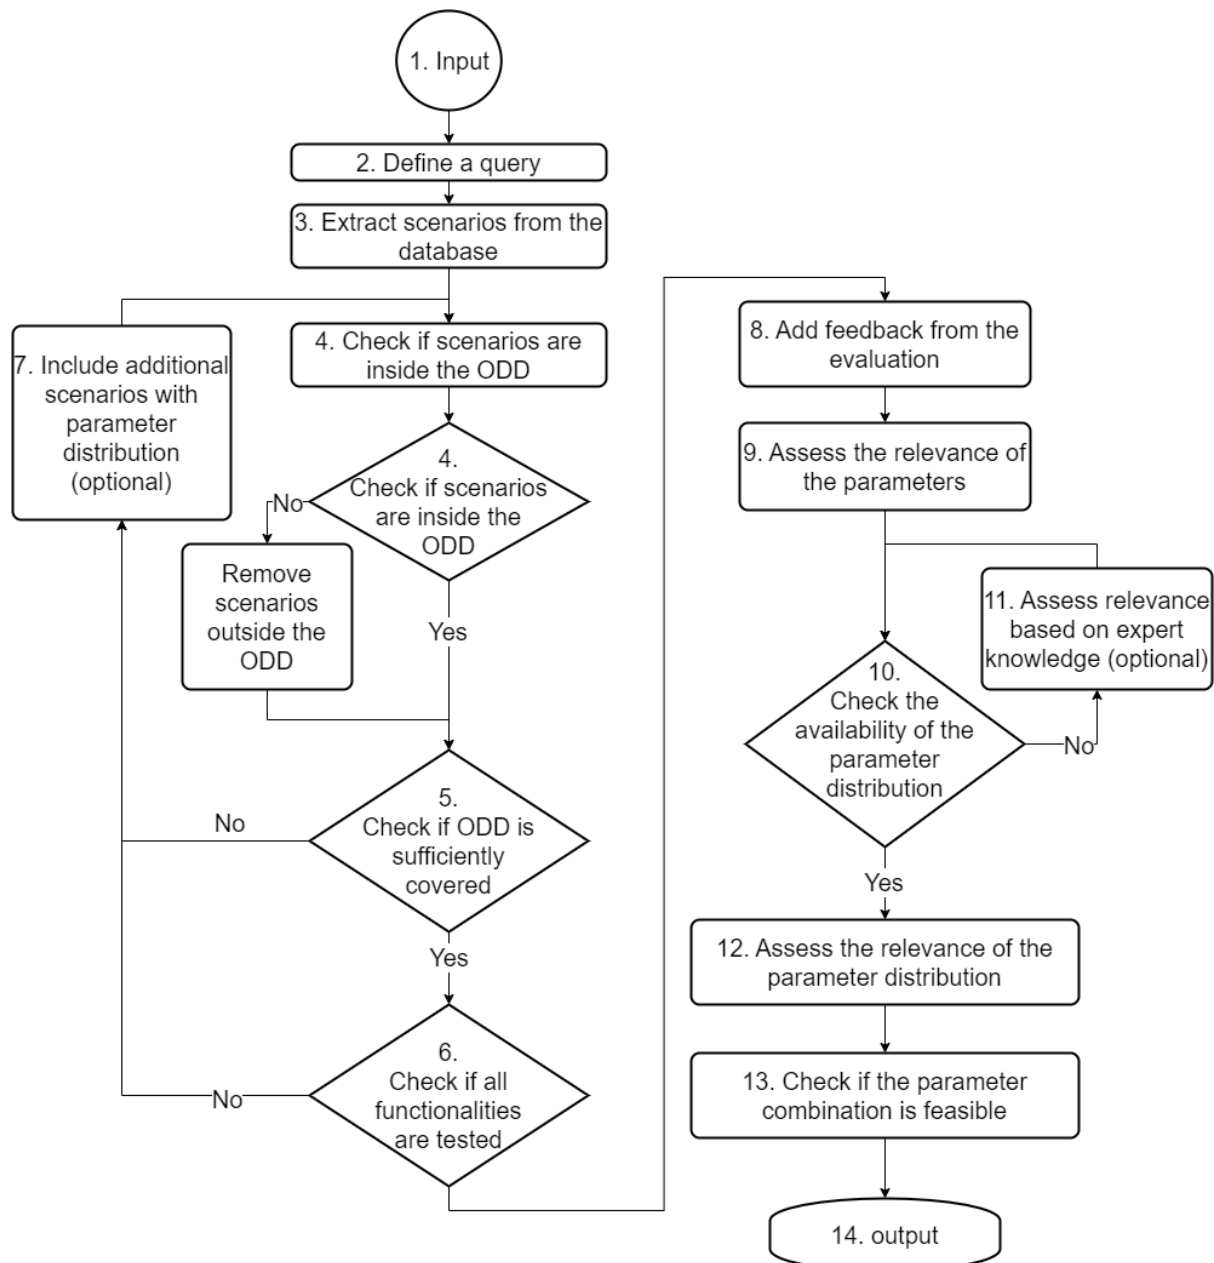 1. Input
2. Define a query
3. Extract scenarios from the
database
4. Check if scenarios are
inside the ODD
7. Include additional
scenarios with
parameter
distribution
(optional)
4.
Check if scenarios
are inside the
ODD
No
Remove
scenarios
outside the
ODD
Yes
5.
Check if ODD is
sufficiently
covered
No
Yes
6.
Check if all
functionalities
are tested
No
8. Add feedback from the
evaluation
9. Assess the relevance of
the parameters
11. Assess relevance
based on expert
knowledge (optional)
10.
Check the
availability of the
parameter
distribution
No
Yes
12. Assess the relevance of the
parameter distribution
13. Check if the parameter
combination is feasible
14. output